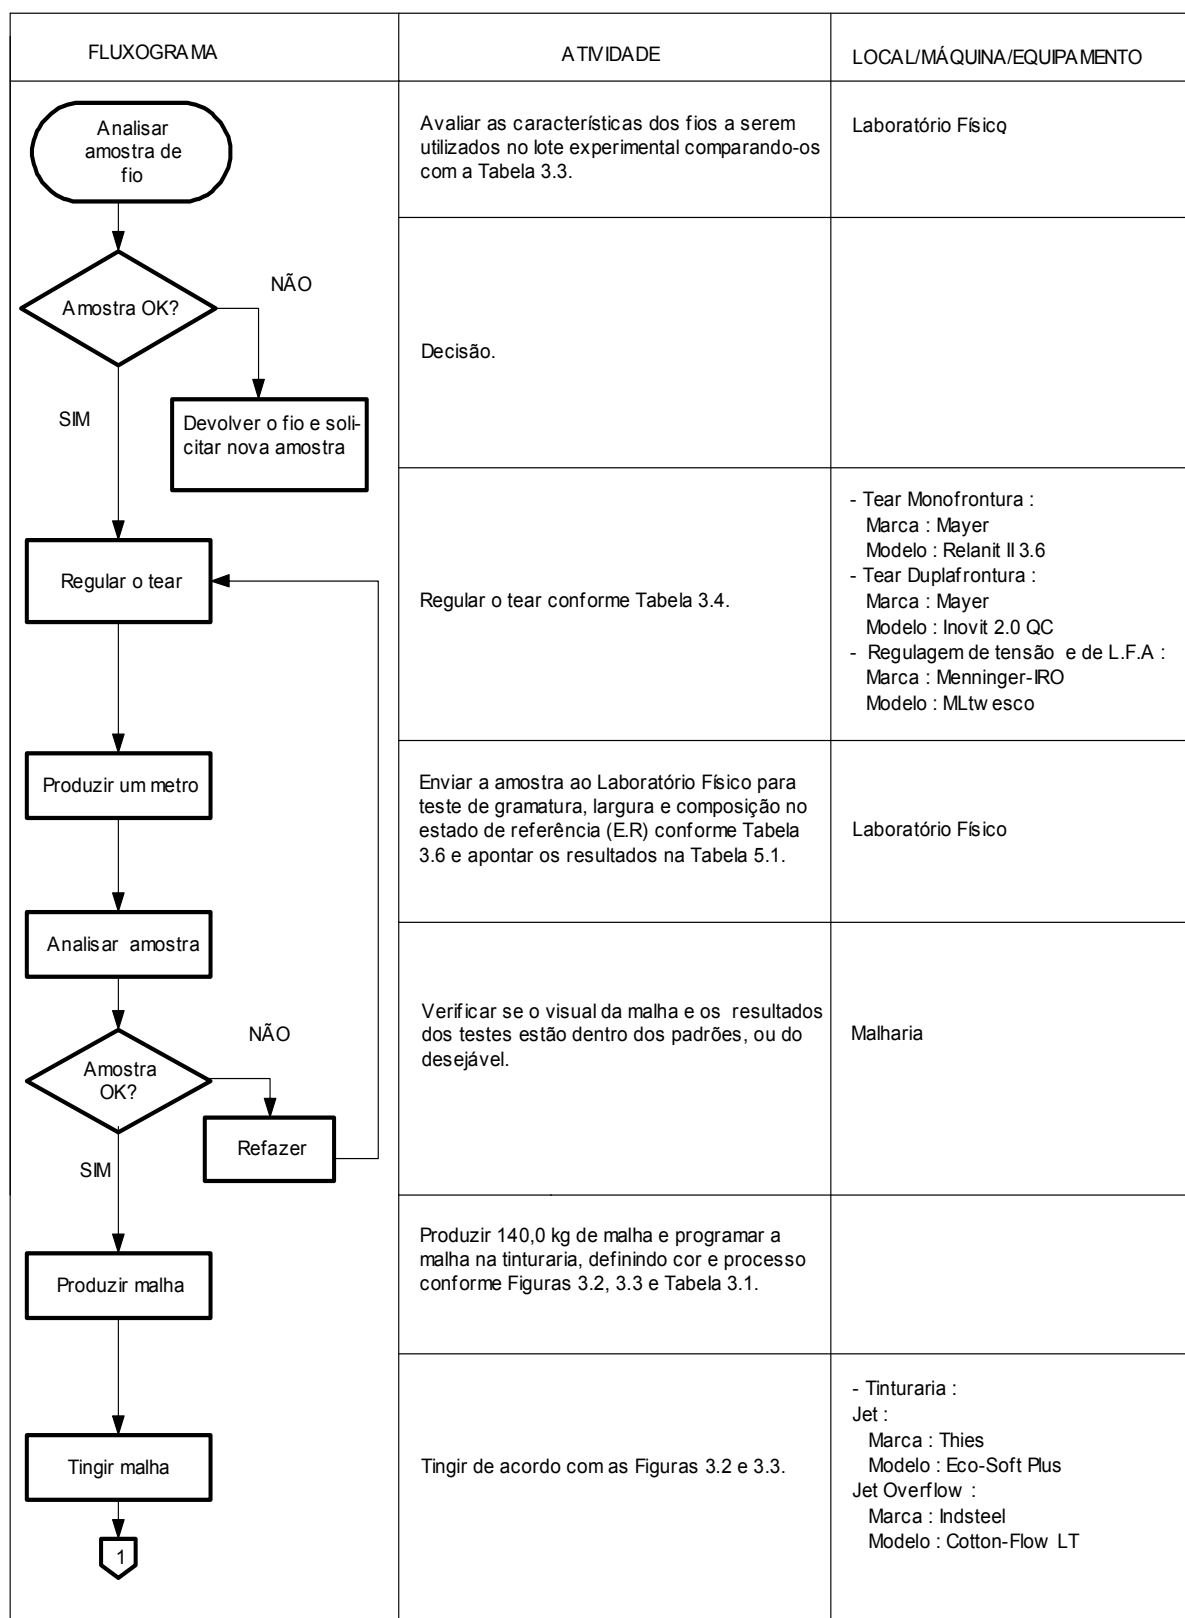 FLUXOGRAMA
ATIVIDADE
LOCAL/MÁQUINA/EQUIPAMENTO
Analisar
amostra de
fio
Avaliar as características dos fios a serem
utilizados no lote experimental comparando-os
com a Tabela 3.3.
Laboratório Físico.
Amostra OK?
NÃO
SIM
Devolver o fio e soli-
citar nova amostra
Decisão.
Regular o tear
Regular o tear conforme Tabela 3.4.
- Tear Monofrontura :
Marca : Mayer
Modelo : Relanit II 3.6
- Tear Duplafrontura :
Marca : Mayer
Modelo : Inovit 2.0 QC
- Regulagem de tensão e de L.F.A :
Marca : Menninger-IRO
Modelo : MLtw esco
Produzir um metro
Enviar a amostra ao Laboratório Físico para
teste de gramatura, largura e composição no
estado de referência (E.R) conforme Tabela
3.6 e apontar os resultados na Tabela 5.1.
Laboratório Físico
Analisar amostra
Amostra
OK?
NÃO
SIM
Refazer
Verificar se o visual da malha e os resultados
dos testes estão dentro dos padrões, ou do
desejável.
Malharia
Produzir malha
Produzir 140,0 kg de malha e programar a
malha na tinturaria, definindo cor e processo
conforme Figuras 3.2, 3.3 e Tabela 3.1.
Tingir malha
Tingir de acordo com as Figuras 3.2 e 3.3.
- Tinturaria :
Jet :
Marca : Thies
Modelo : Eco-Soft Plus
Jet Overflow :
Marca : Indsteel
Modelo : Cotton-Flow LT
1